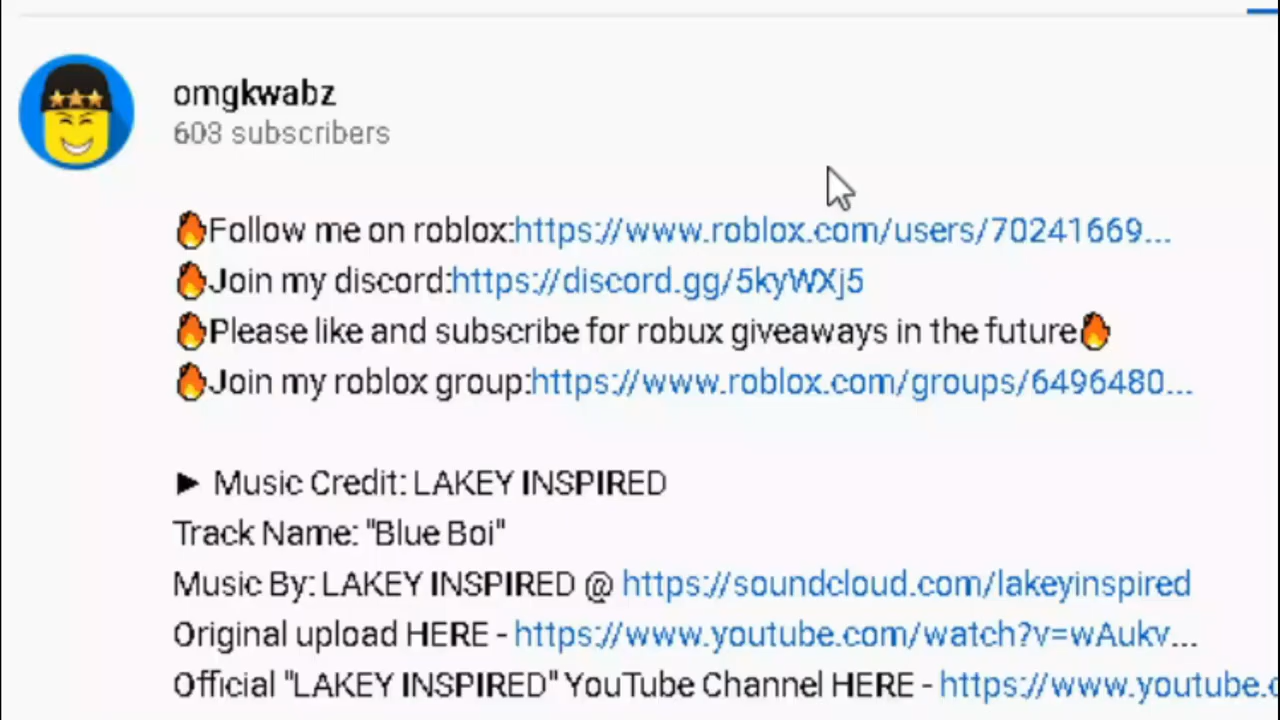 omgkwabz
603 subscribers
🔥Follow me on roblox:https://www.roblox.com/users/70241669...
🔥Join my discord:https://discord.gg/5kyWXj5
🔥Please like and subscribe for robux giveaways in the future🔥
🔥Join my roblox group:https://www.roblox.com/groups/6496480...
► Music Credit: LAKEY INSPIRED
Track Name: "Blue Boi"
Music By: LAKEY INSPIRED @ https://soundcloud.com/lakeyinspired
Original upload HERE - https://www.youtube.com/watch?v=wAukv...
Official "LAKEY INSPIRED" YouTube Channel HERE - https://www.youtube.c